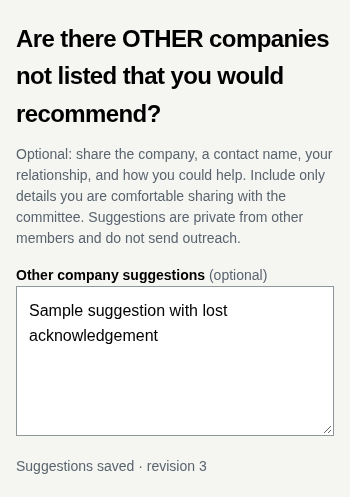 Are there OTHER companies
not listed that you would
recommend?
Optional: share the company, a contact name, your
relationship, and how you could help. Include only
details you are comfortable sharing with the
committee. Suggestions are private from other
members and do not send outreach.
Other company suggestions (optional)
Sample suggestion with lost
acknowledgement
Suggestions saved · revision 3